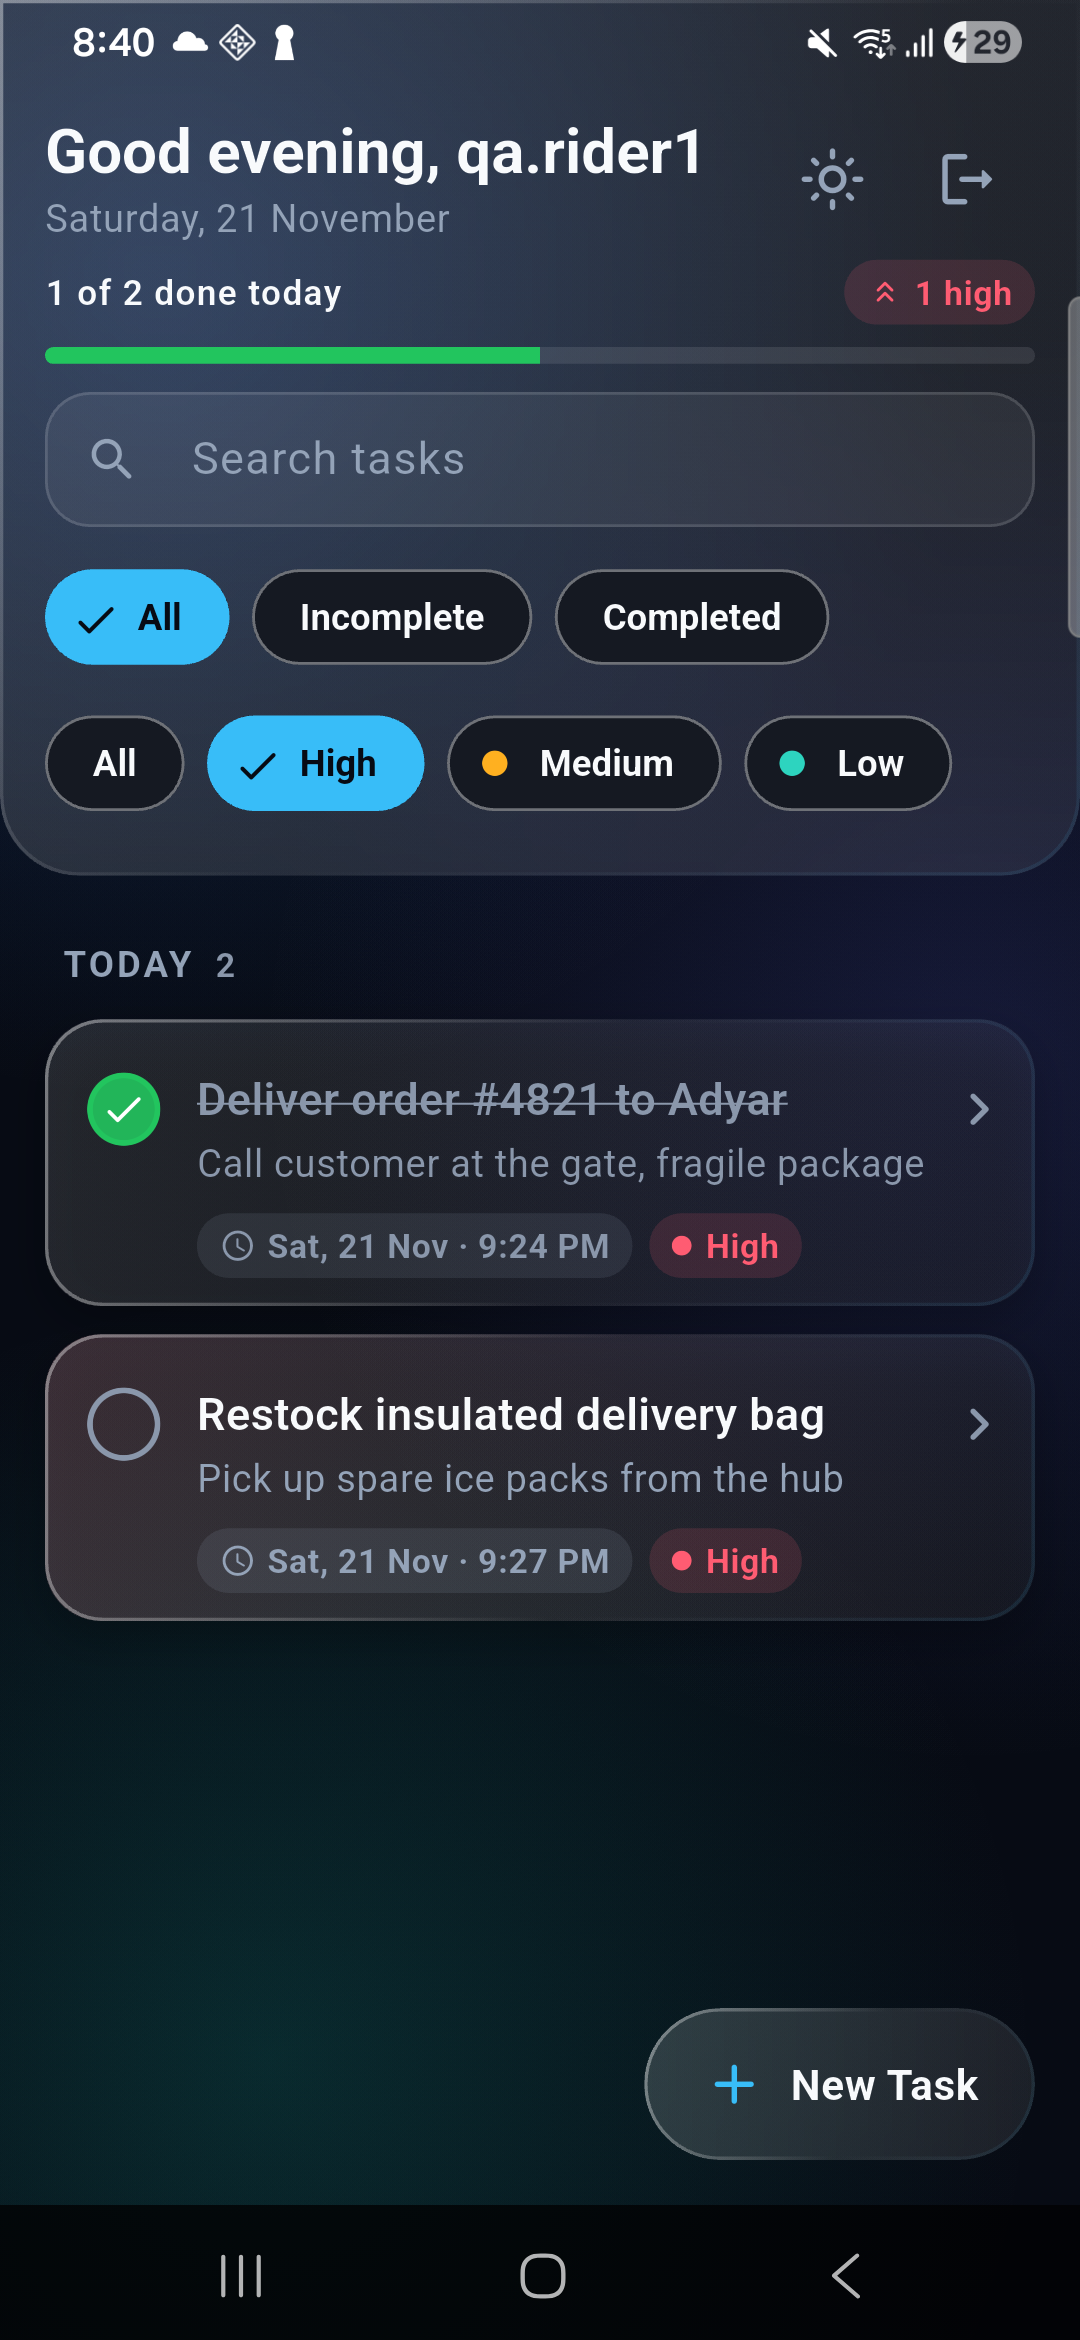 8:40
5
29
Good evening, qa.rider1
Saturday, 21 November
1 of 2 done today
1 high
Search tasks
All Incomplete Completed
All High Medium Low
TODAY 2
Deliver order #4821 to Adyar
Call customer at the gate, fragile package
Sat, 21 Nov · 9:24 PM High
Restock insulated delivery bag
Pick up spare ice packs from the hub
Sat, 21 Nov · 9:27 PM High
New Task